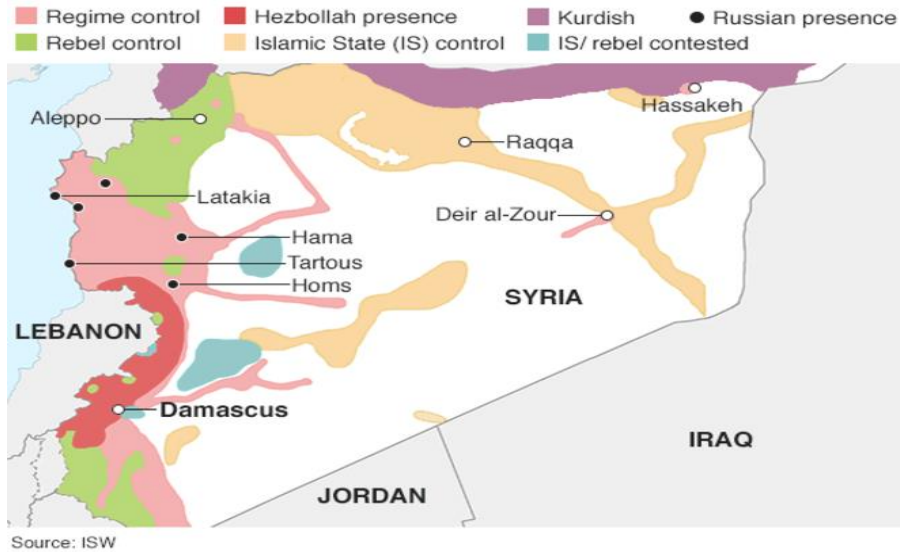 Regime control Hezbollah presence Kurdish Russian presence
Rebel control Islamic State (IS) control IS/ rebel contested
Hassakeh
Aleppo
Raqqa
Latakia
Deir al-Zour
Hama
Tartous
Homs
SYRIA
LEBANON
Damascus
IRAQ
JORDAN
Source: ISW